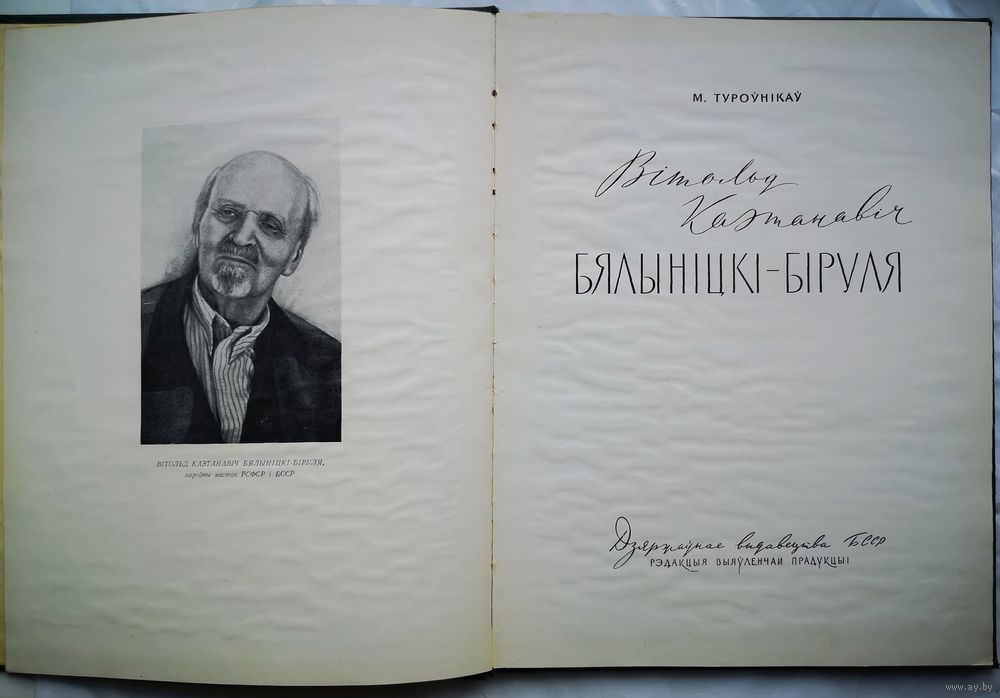 ВІТОЛЬД КАЭТАНАВІЧ БЯЛЫНІЦКІ-БІРУЛЯ,
народны мастак РСФСР і БССР
М. ТУРОЎНІКАЎ
Вітольд
Каэтанавіч
БЯЛЫНІЦКІ-БІРУЛЯ
Дзяржаўнае выдавецтва БССР
РЭДАКЦЫЯ ВЫЯЎЛЕНЧАЙ ПРАДУКЦЫІ
www.ay.by